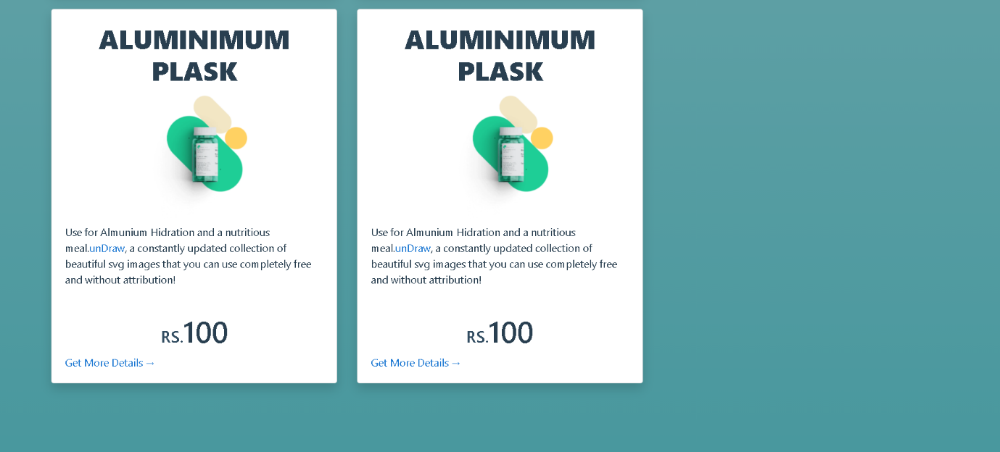 ALUMINIMUM
PLASK
Use for Almunium Hidration and a nutritious
meal.unDraw, a constantly updated collection of
beautiful svg images that you can use completely free
and without attribution!
RS.100
Get More Details →
ALUMINIMUM
PLASK
Use for Almunium Hidration and a nutritious
meal.unDraw, a constantly updated collection of
beautiful svg images that you can use completely free
and without attribution!
RS.100
Get More Details →